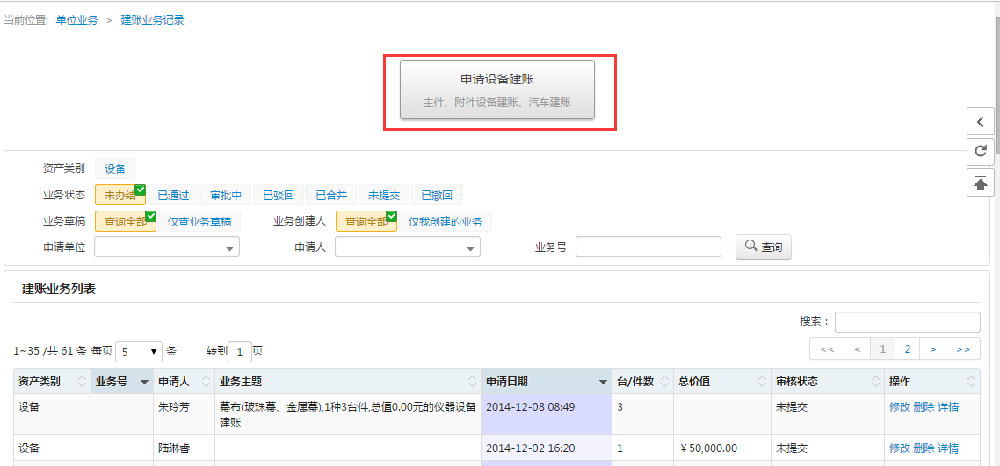 当前位置: 单位业务 > 建账业务记录
申请设备建账
主件、附件设备建账、汽车建账
资产类别 设备
业务状态 未办结 已通过 审批中 已驳回 已合并 未提交 已撤回
业务草稿 查询全部 仅查业务草稿 业务创建人 查询全部 仅我创建的业务
申请单位 申请人 业务号 查询
建账业务列表
搜索：
1~35 /共 61 条 每页 5 条 转到 1 页 << < 1 2 > >>
资产类别 业务号 申请人 业务主题 申请日期 台/件数 总价值 审核状态 操作
设备 朱玲芳 幕布(玻珠幕、金属幕),1种3台件,总值0.00元的仪器设备 2014-12-08 08:49 3 未提交 修改 删除 详情
建账
设备 陆琳睿 2014-12-02 16:20 1 ￥50,000.00 未提交 修改 删除 详情